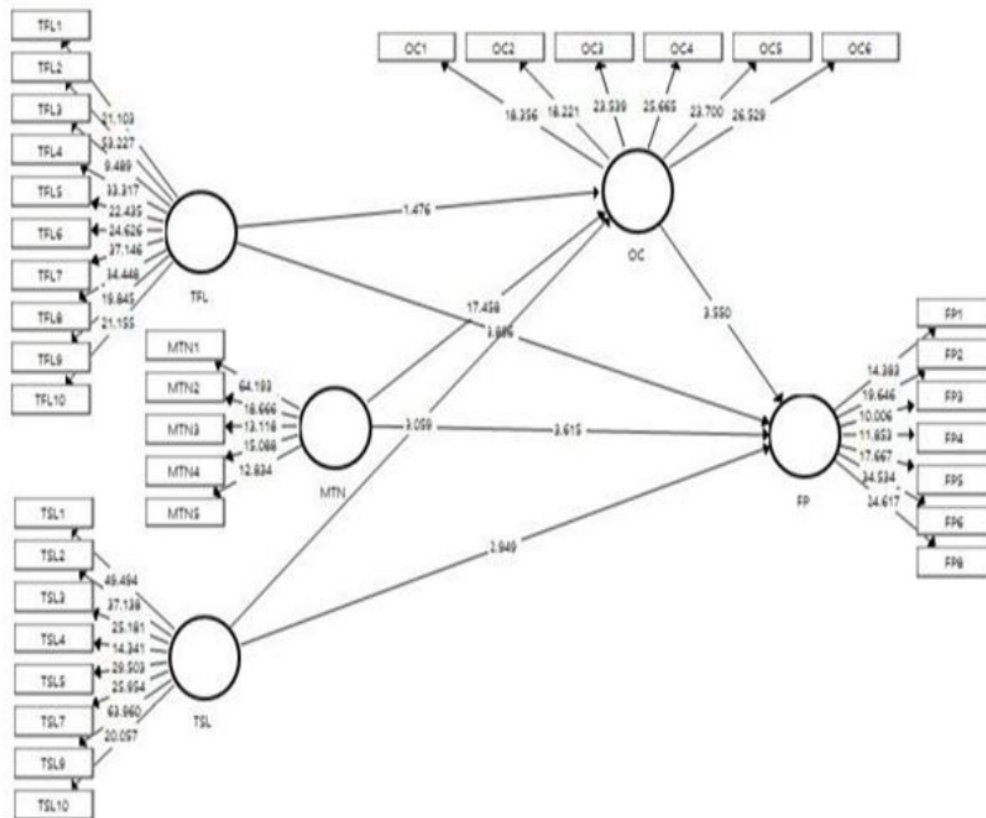 TFL1
TFL2
TFL3
TFL4
TFL5
TFL6
TFL7
TFL8
TFL9
TFL10
21.103
53.227
9.489
33.317
22.435
24.626
37.146
34.448
19.845
21.155
TFL
OC1 OC2 OC3 OC4 OC5 OC6
18.356 18.221 23.539 25.665 23.700 26.529
OC
1.476
17.458
3.059
3.550
3.615
2.949
MTN1
MTN2
MTN3
MTN4
MTN5
64.193
18.666
13.118
15.088
12.834
MTN
TSL1
TSL2
TSL3
TSL4
TSL5
TSL7
TSL9
TSL10
49.494
37.138
25.181
14.341
29.503
25.954
63.960
20.057
TSL
FP1
FP2
FP3
FP4
FP5
FP6
FP8
14.393
19.646
10.006
11.853
17.667
34.534
24.617
FP